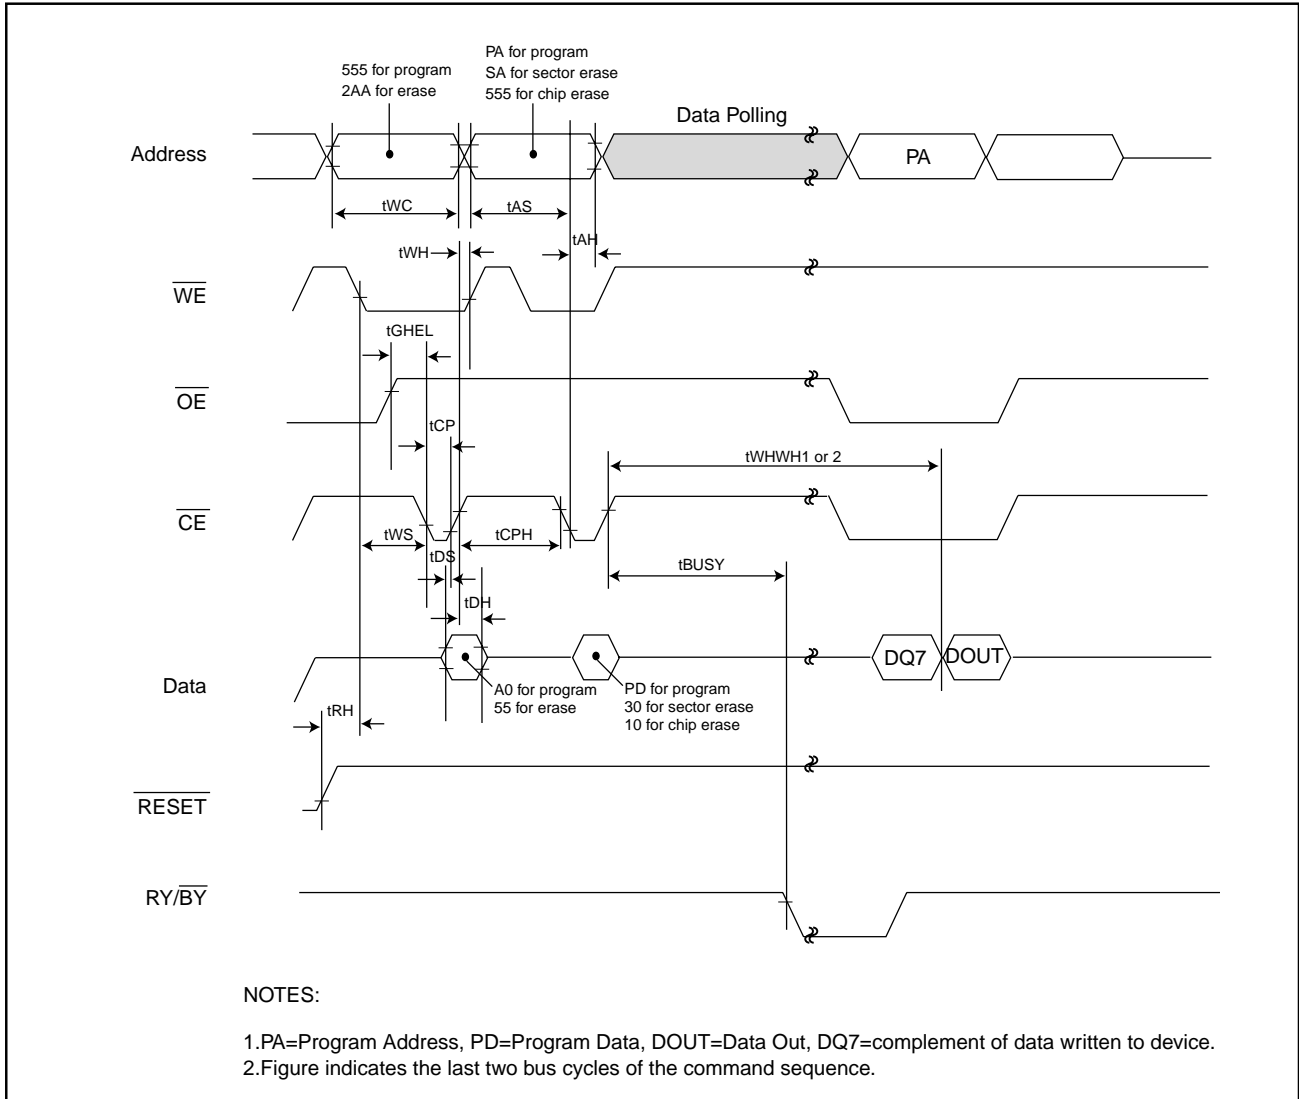 555 for program
2AA for erase
PA for program
SA for sector erase
555 for chip erase
Data Polling
Address
PA
tWC
tAS
tWH
tAH
WE
tGHEL
OE
tCP
tWHWH1 or 2
CE
tWS
tCPH
tDS
tBUSY
tDH
Data
DQ7
DOUT
A0 for program
55 for erase
PD for program
30 for sector erase
10 for chip erase
tRH
RESET
RY/BY
NOTES:
1.PA=Program Address, PD=Program Data, DOUT=Data Out, DQ7=complement of data written to device.
2.Figure indicates the last two bus cycles of the command sequence.